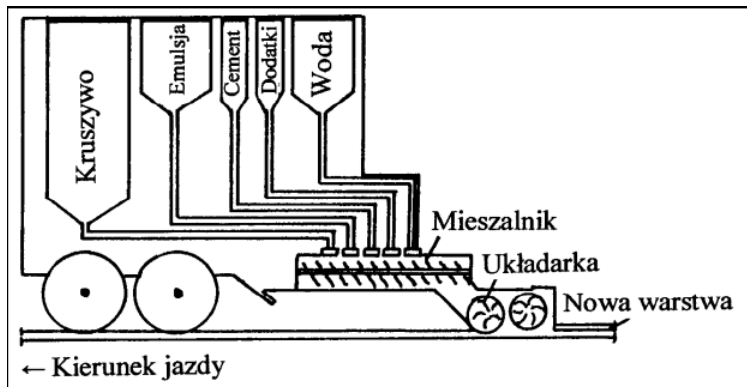 Kruszywo
Emulsja
Cement
Dodatki
Woda
Mieszalnik
Układarka
Nowa warstwa
← Kierunek jazdy